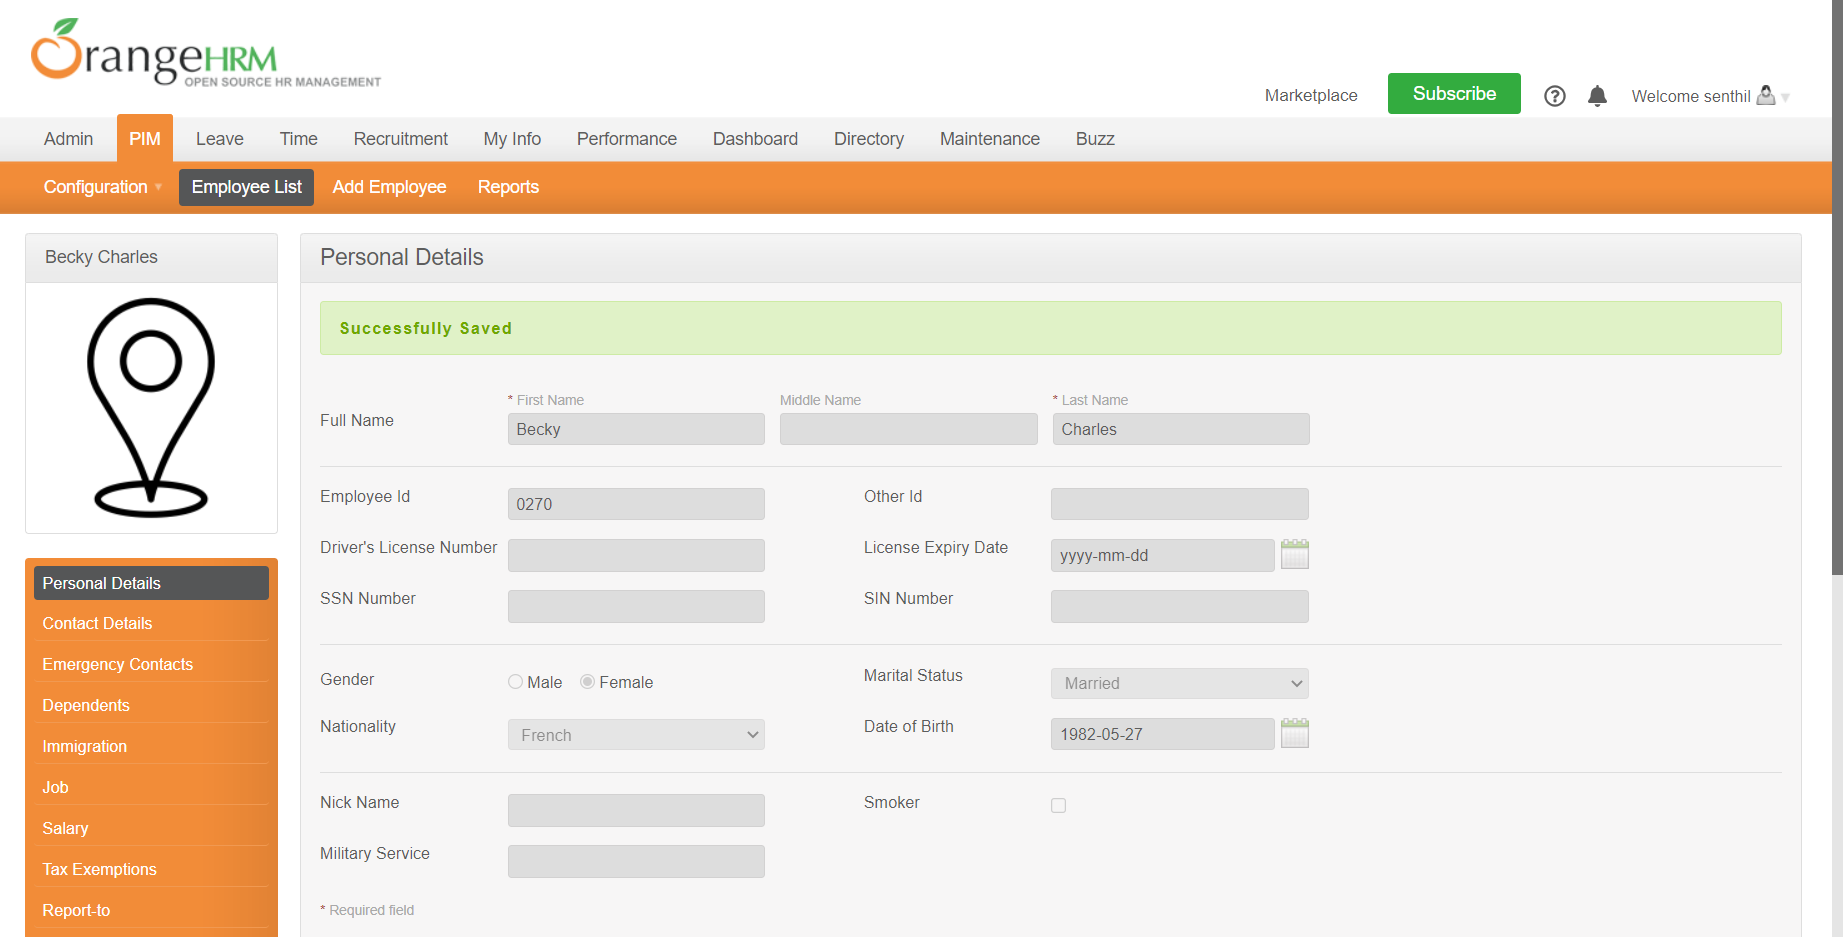 OrangeHRM
OPEN SOURCE HR MANAGEMENT
Marketplace Subscribe Welcome senthil
Admin PIM Leave Time Recruitment My Info Performance Dashboard Directory Maintenance Buzz
Configuration Employee List Add Employee Reports
Becky Charles
Personal Details
Contact Details
Emergency Contacts
Dependents
Immigration
Job
Salary
Tax Exemptions
Report-to
Personal Details
Successfully Saved
* First Name Middle Name * Last Name
Full Name Becky Charles
Employee Id 0270 Other Id
Driver's License Number License Expiry Date yyyy-mm-dd
SSN Number SIN Number
Gender Male Female Marital Status Married
Nationality French Date of Birth 1982-05-27
Nick Name Smoker
Military Service
* Required field